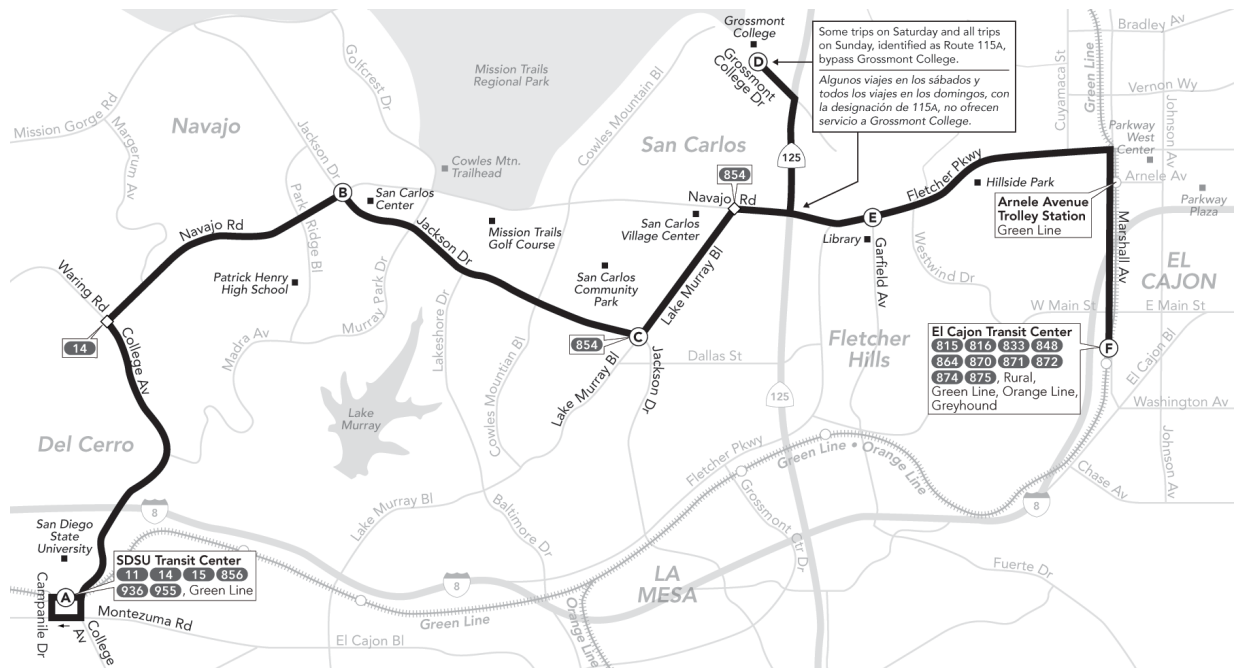 Grossmont
College
D
Grossmont
College Dr
Some trips on Saturday and all trips
on Sunday, identified as Route 115A,
bypass Grossmont College.
Algunos viajes en los sábados y
todos los viajes en los domingos, con
la designación de 115A, no ofrecen
servicio a Grossmont College.
Bradley Av
Cuyamaca St
Green Line
Vernon Wy
Johnson Av
Parkway
West
Center
Arnele Av
Parkway
Plaza
Mission Gorge Rd
Margerum Av
Navajo
Golfcrest Dr
Jackson Dr
Mission Trails
Regional Park
Cowles Mountain Bl
San Carlos
125
Cowles Mtn.
Trailhead
854
Navajo Rd
Fletcher Pkwy
Hillside Park
Arnele Avenue
Trolley Station
Green Line
B
San Carlos
Center
Park Ridge Bl
Navajo Rd
Jackson Dr
Mission Trails
Golf Course
San Carlos
Village Center
E
Library
Garfield Av
Westwind Dr
Marshall Av
EL
CAJON
Waring Rd
Patrick Henry
High School
Murray Park Dr
Lakeshore Dr
San Carlos
Community
Park
Lake Murray Bl
W Main St
E Main St
14
College Av
Madra Av
C
854
Lake Murray Bl
Jackson Dr
Dallas St
Fletcher
Hills
El Cajon Transit Center
815 816 833 848
864 870 871 872
874 875, Rural,
Green Line, Orange Line,
Greyhound
F
El Cajon Bl
Washington Av
Cowles Mountian Bl
125
Lake
Murray
Del Cerro
Fletcher Pkwy
Green Line • Orange Line
Johnson Av
Chase Av
8
8
San Diego
State
University
Lake Murray Bl
Baltimore Dr
Grossmont Ctr Dr
SDSU Transit Center
11 14 15 856
936 955, Green Line
A
8
LA
MESA
Fuerte Dr
Campanile Dr
Montezuma Rd
College
Av
Green Line
Orange Line
El Cajon Bl